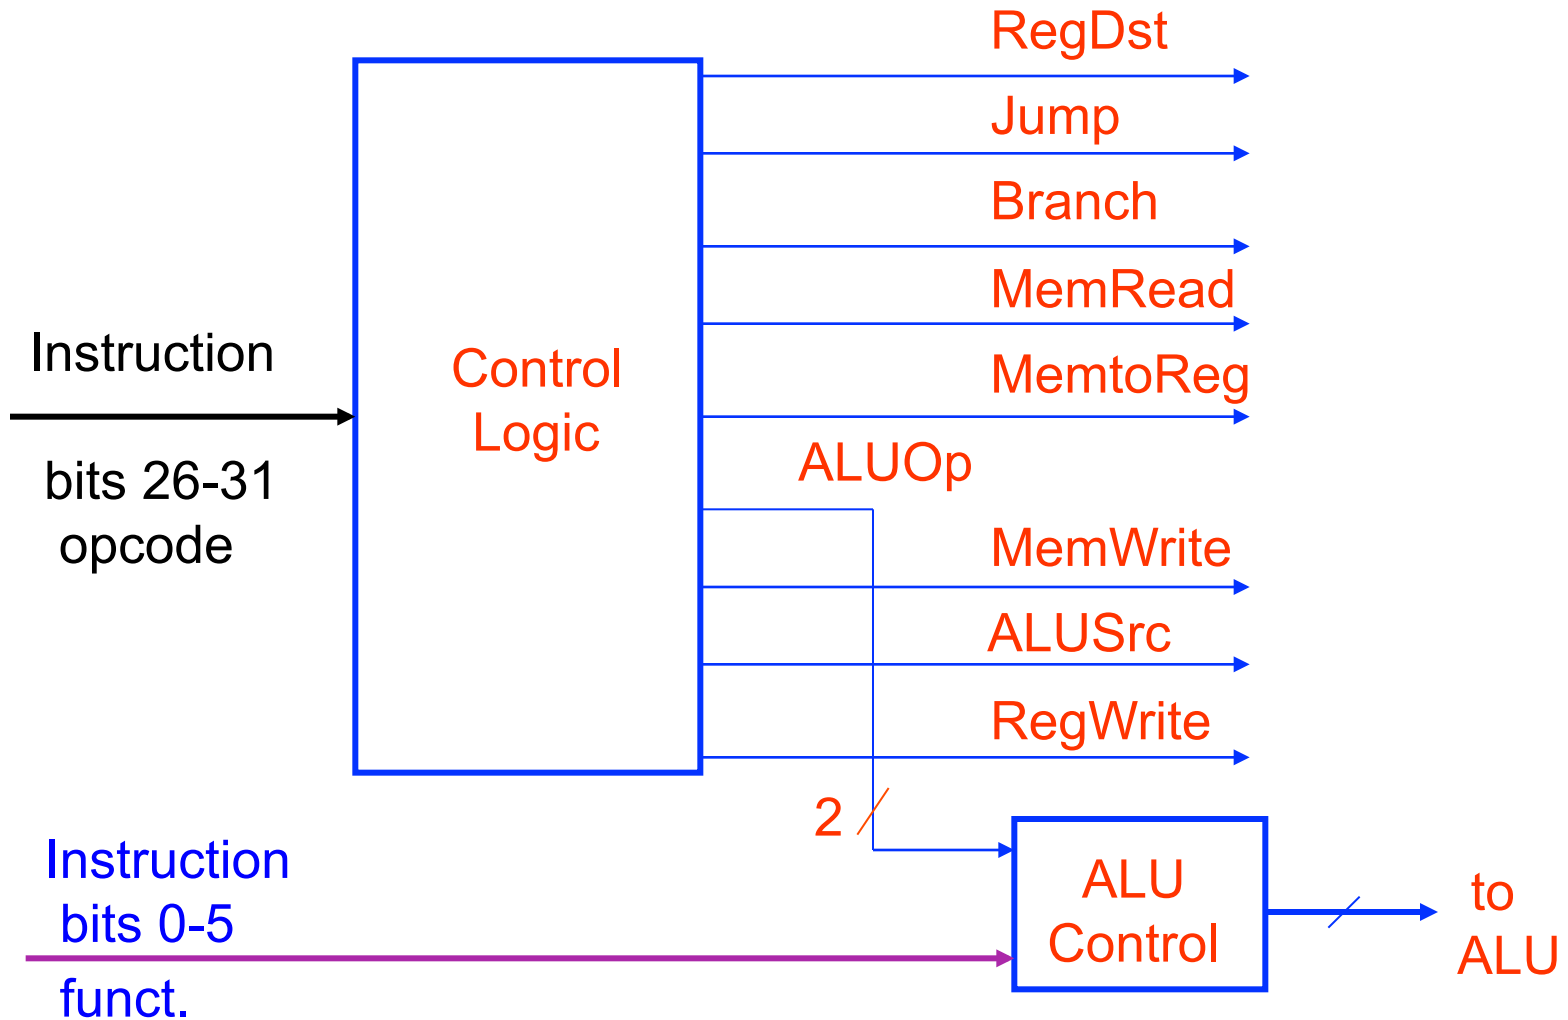 RegDst
Jump
Branch
MemRead
MemtoReg
ALUOp
MemWrite
ALUSrc
RegWrite
Instruction
bits 26-31
opcode
Control
Logic
2
Instruction
bits 0-5
funct.
ALU
Control
to
ALU